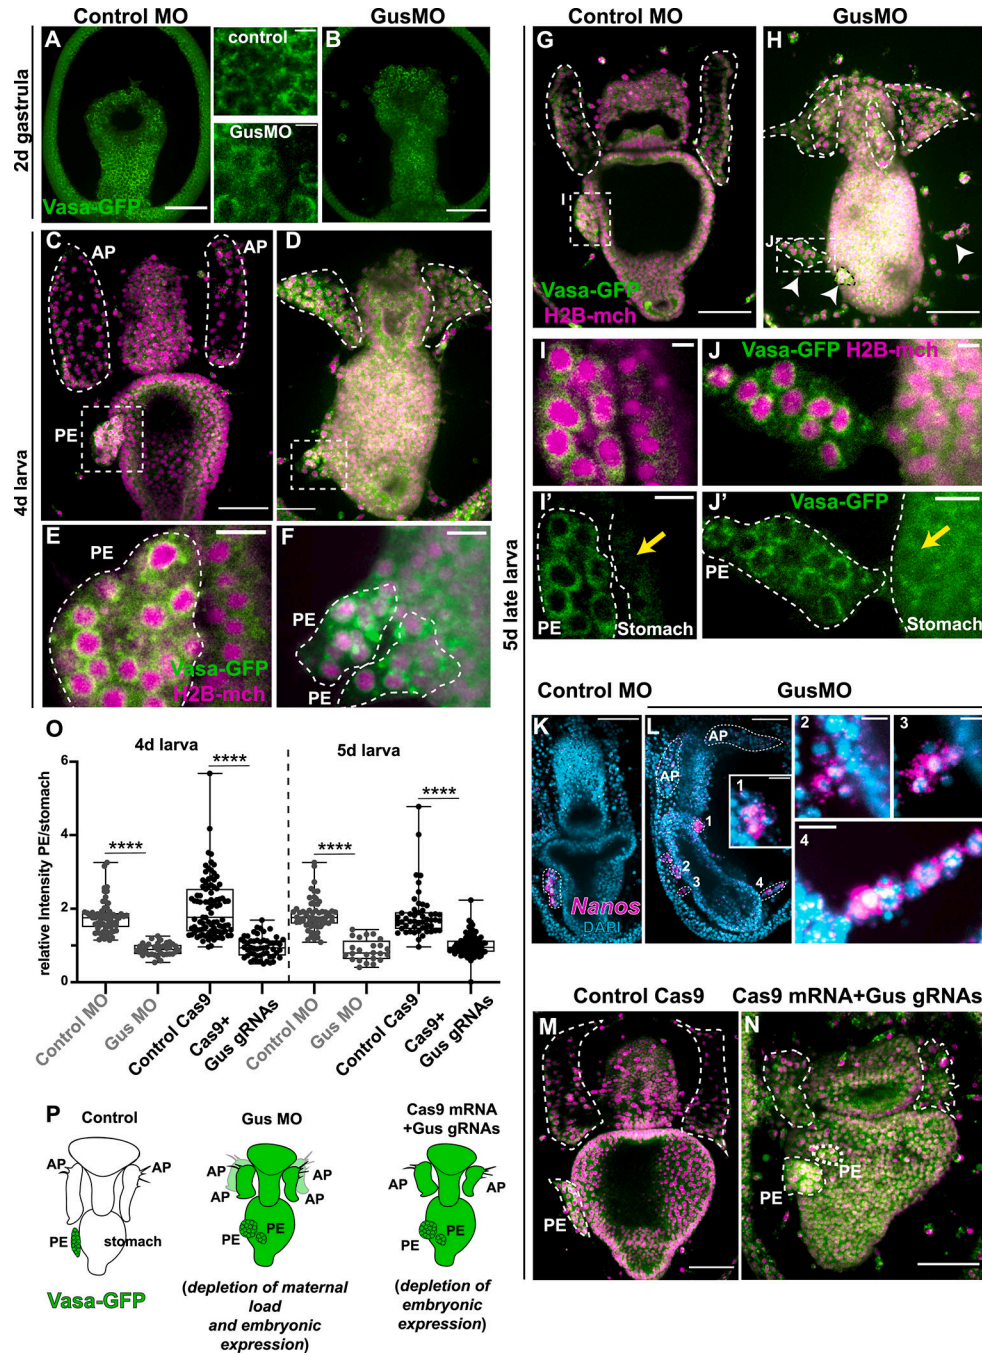 Control MO
GusMO
Control MO
GusMO
2d gastrula
A
control
B
GusMO
Vasa-GFP
4d larva
C
AP
AP
D
PE
E
PE
Vasa-GFP
H2B-mch
F
PE
PE
G
I
Vasa-GFP
H2B-mch
H
J
5d late larva
I
J
Vasa-GFP H2B-mch
I'
PE
Stomach
J'
Vasa-GFP
PE
Stomach
Control MO
GusMO
K
Nanos
DAPI
L
AP
AP
1
1
2
3
4
2
3
4
O
4d larva
5d larva
relative Intensity PE/stomach
6
4
2
1
0
****
****
****
****
Control MO
Gus MO
Control Cas9
Cas9+
Gus gRNAs
Control MO
Gus MO
Control Cas9
Cas9+
Gus gRNAs
Control Cas9
Cas9 mRNA+Gus gRNAs
M
PE
N
PE
PE
P
Control
AP
AP
PE
stomach
Vasa-GFP
Gus MO
AP
AP
AP
AP
PE
PE
(depletion of maternal
load
and embryonic
expression)
Cas9 mRNA
+Gus gRNAs
AP
AP
PE
PE
(depletion of
embryonic
expression)